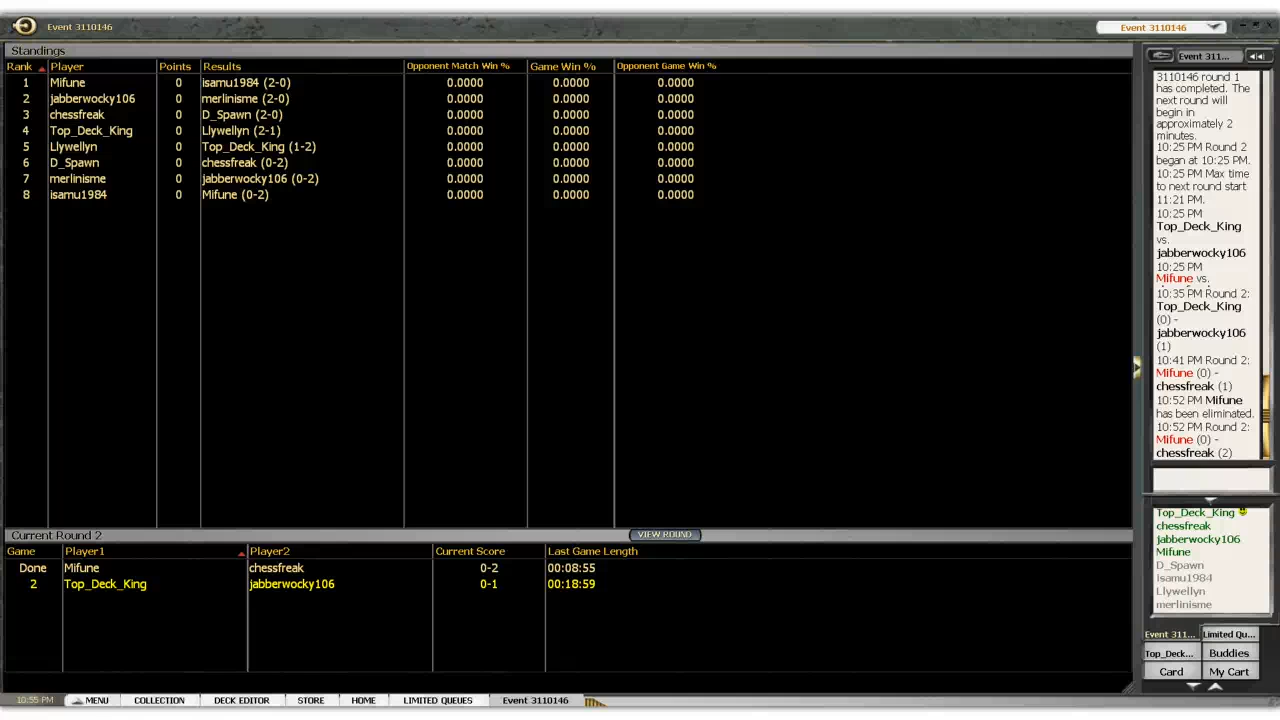 Event 3110146
Event 3110146
Standings
Rank Player Points Results Opponent Match Win % Game Win % Opponent Game Win %
1 Mifune 0 isamu1984 (2-0) 0.0000 0.0000 0.0000
2 jabberwocky106 0 merlinisme (2-0) 0.0000 0.0000 0.0000
3 chessfreak 0 D_Spawn (2-0) 0.0000 0.0000 0.0000
4 Top_Deck_King 0 Llywellyn (2-1) 0.0000 0.0000 0.0000
5 Llywellyn 0 Top_Deck_King (1-2) 0.0000 0.0000 0.0000
6 D_Spawn 0 chessfreak (0-2) 0.0000 0.0000 0.0000
7 merlinisme 0 jabberwocky106 (0-2) 0.0000 0.0000 0.0000
8 isamu1984 0 Mifune (0-2) 0.0000 0.0000 0.0000
Current Round 2
VIEW ROUND
Game Player1 Player2 Current Score Last Game Length
Done Mifune chessfreak 0-2 00:08:55
2 Top_Deck_King jabberwocky106 0-1 00:18:59
Event 311...
3110146 round 1
has completed. The
next round will
begin in
approximately 2
minutes.
10:25 PM Round 2
began at 10:25 PM.
10:25 PM Max time
to next round start
11:21 PM.
10:25 PM
Top_Deck_King
vs.
jabberwocky106
10:25 PM
Mifune vs.
10:35 PM Round 2:
Top_Deck_King
(0) -
jabberwocky106
(1)
10:41 PM Round 2:
Mifune (0) -
chessfreak (1)
10:52 PM Mifune
has been eliminated.
10:52 PM Round 2:
Mifune (0) -
chessfreak (2)
Top_Deck_King
chessfreak
jabberwocky106
Mifune
D_Spawn
isamu1984
Llywellyn
merlinisme
Event 311... Limited Qu...
Top_Deck... Buddies
Card My Cart
10:55 PM MENU COLLECTION DECK EDITOR STORE HOME LIMITED QUEUES Event 3110146